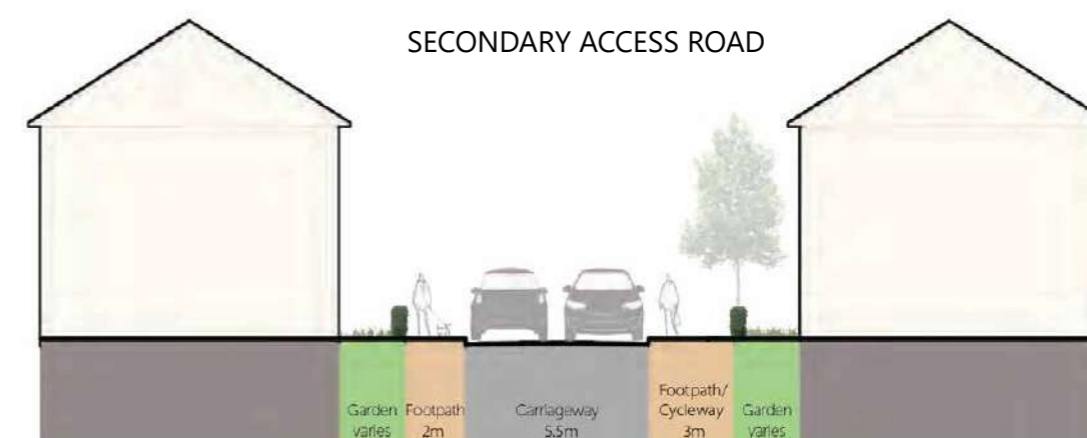 SECONDARY ACCESS ROAD
Garden
varies
Footpath
2m
Carriageway
5.5m
Footpath/
Cycleway
3m
Garden
varies